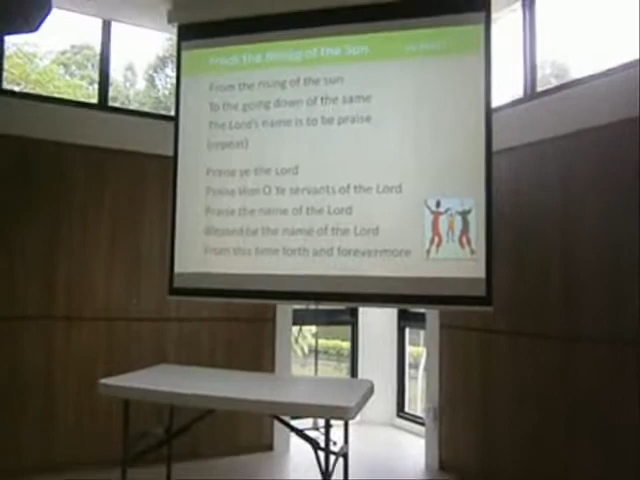 From The Rising of the Sun
From the rising of the sun
To the going down of the same
The Lord's name is to be praise
(repeat)
Praise ye the Lord
Praise Him O Ye servants of the Lord
Praise the name of the Lord
Blessed be the name of the Lord
From this time forth and forevermore